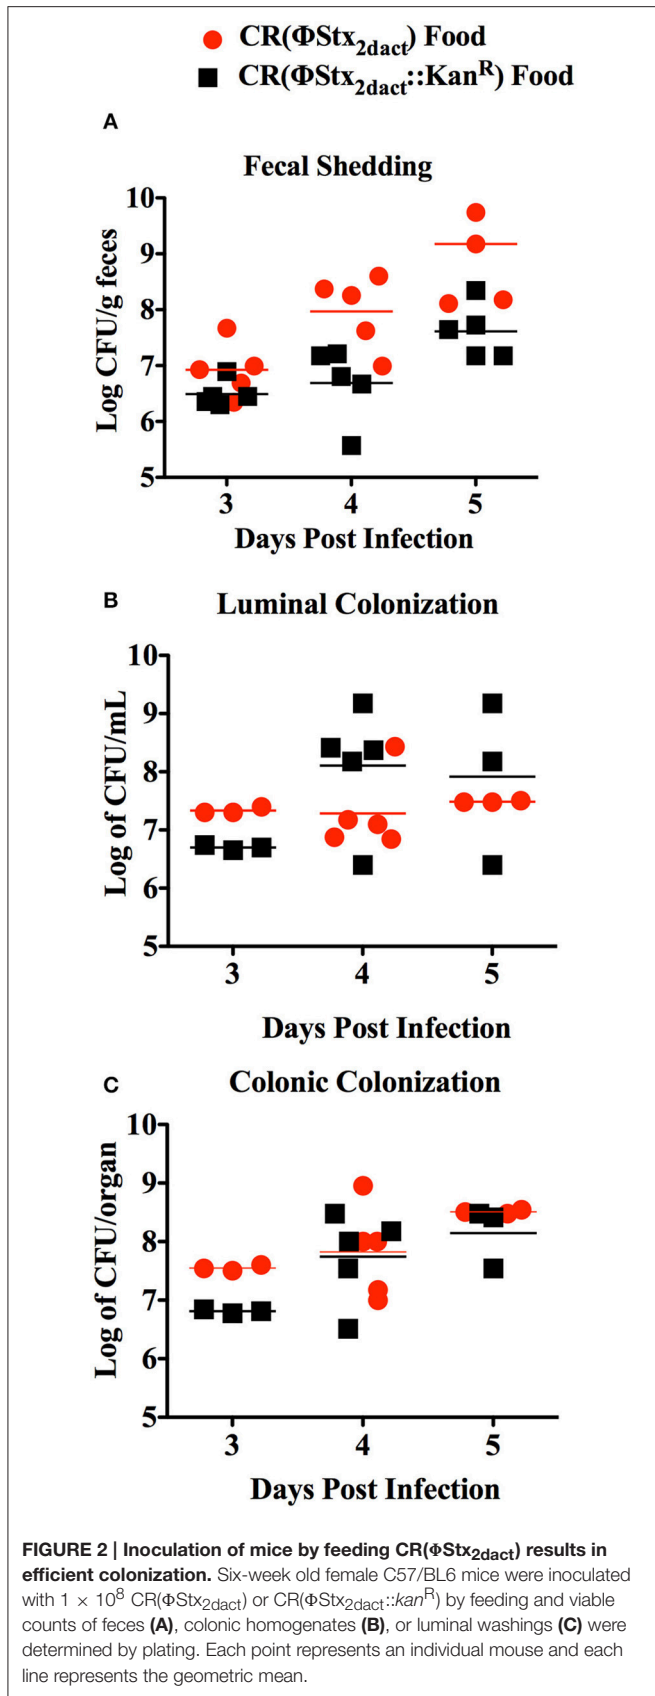 CR(ΦStx2dact) Food
CR(ΦStx2dact::KanR) Food
A
Fecal Shedding
Log CFU/g feces
10
9
8
7
6
5
3 4 5
Days Post Infection
B
Luminal Colonization
Log of CFU/mL
10
9
8
7
6
5
3 4 5
Days Post Infection
C
Colonic Colonization
Log of CFU/organ
10
9
8
7
6
5
3 4 5
Days Post Infection
FIGURE 2 | Inoculation of mice by feeding CR(ΦStx2dact) results in
efficient colonization. Six-week old female C57/BL6 mice were inoculated
with 1 × 10⁸ CR(ΦStx2dact) or CR(ΦStx2dact::kanR) by feeding and viable
counts of feces (A), colonic homogenates (B), or luminal washings (C) were
determined by plating. Each point represents an individual mouse and each
line represents the geometric mean.